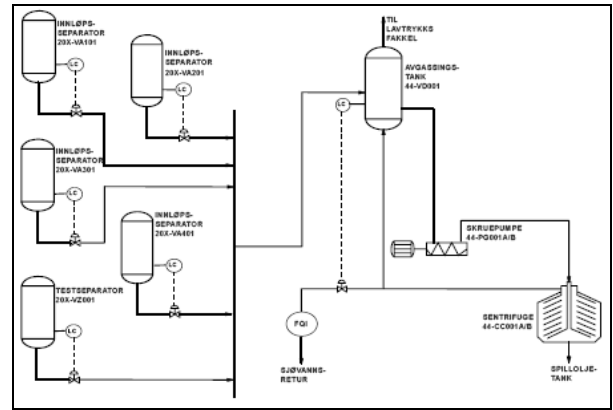 INNLØPS-
SEPARATOR
20X-VA101
LC
INNLØPS-
SEPARATOR
20X-VA201
LC
INNLØPS-
SEPARATOR
20X-VA301
LC
INNLØPS-
SEPARATOR
20X-VA401
LC
TESTSEPARATOR
20X-VZ001
LC
TIL
LAVTRYKKS
FAKKEL
AVGASSINGS-
TANK
44-VD001
LC
SKRUEPUMPE
44-PG001A/B
FQI
SJØVANNS-
RETUR
SENTRIFUGE
44-CC001A/B
SPILLOLJE-
TANK